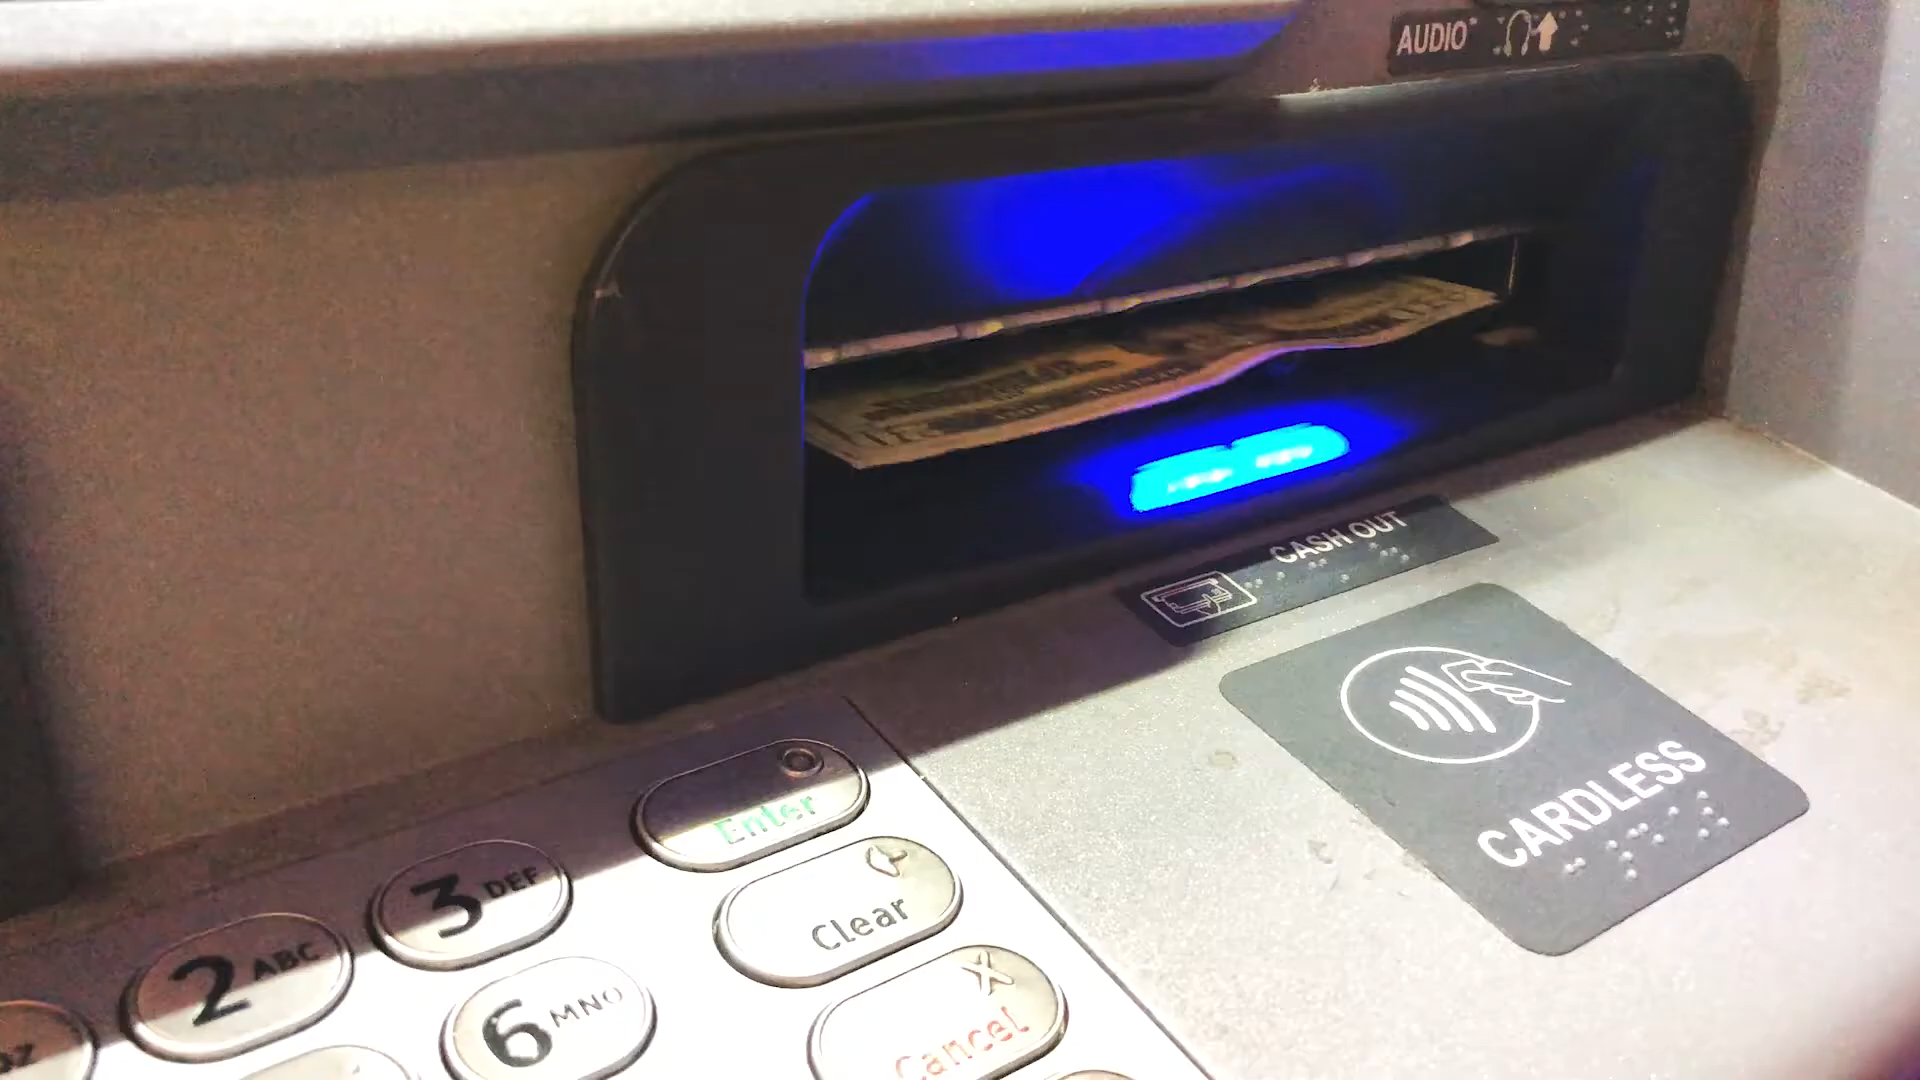 AUDIO
CASH OUT
CARDLESS
Enter
3 DEF
Clear
2 ABC
6 MNO
Cancel